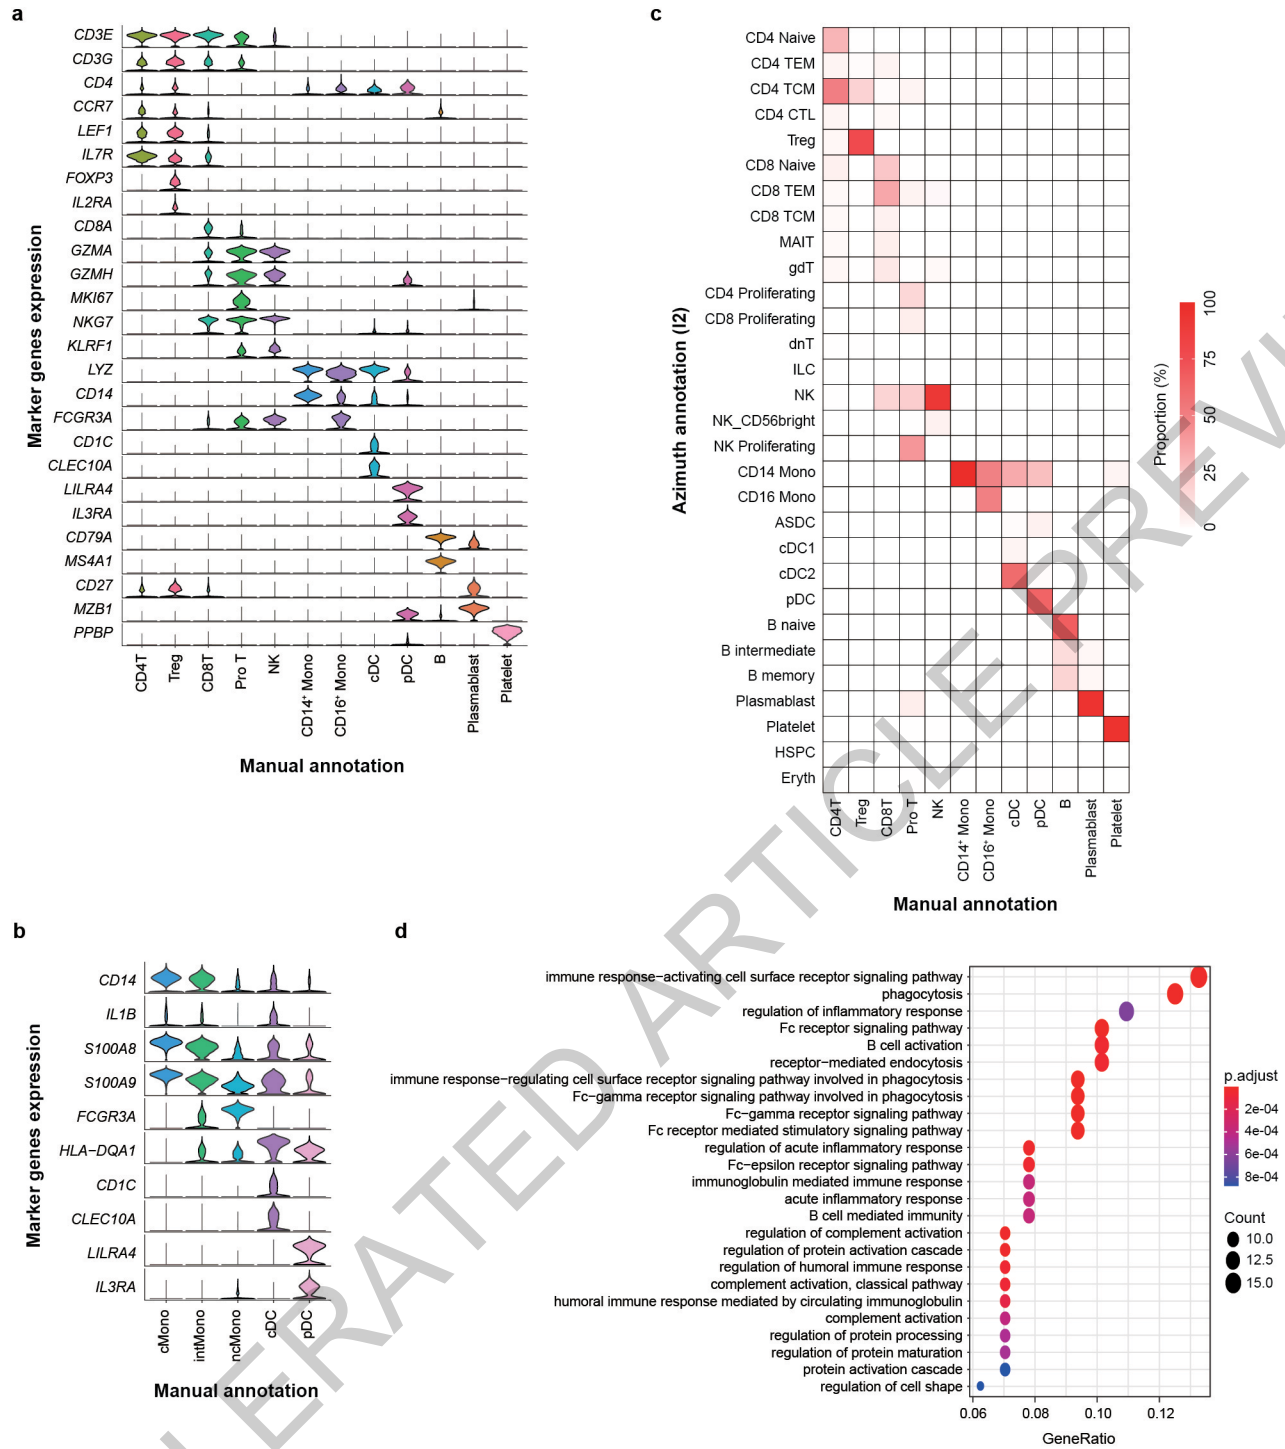 a
CD3E
CD3G
CD4
CCR7
LEF1
IL7R
FOXP3
IL2RA
CD8A
GZMA
GZMH
MKI67
NKG7
KLRF1
LYZ
CD14
FCGR3A
CD1C
CLEC10A
LILRA4
IL3RA
CD79A
MS4A1
CD27
MZB1
PPBP
Marker genes expression
CD4T
Treg
CD8T
Pro T
NK
CD14+ Mono
CD16+ Mono
cDC
pDC
B
Plasmablast
Platelet
Manual annotation
c
CD4 Naive
CD4 TEM
CD4 TCM
CD4 CTL
Treg
CD8 Naive
CD8 TEM
CD8 TCM
MAIT
gdT
CD4 Proliferating
CD8 Proliferating
dnT
ILC
NK
NK_CD56bright
NK Proliferating
CD14 Mono
CD16 Mono
ASDC
cDC1
cDC2
pDC
B naive
B intermediate
B memory
Plasmablast
Platelet
HSPC
Eryth
Azimuth annotation (l2)
CD4T
Treg
CD8T
Pro T
NK
CD14+ Mono
CD16+ Mono
cDC
pDC
B
Plasmablast
Platelet
Manual annotation
Proportion (%)
100
75
50
25
0
b
CD14
IL1B
S100A8
S100A9
FCGR3A
HLA−DQA1
CD1C
CLEC10A
LILRA4
IL3RA
Marker genes expression
cMono
intMono
ncMono
cDC
pDC
Manual annotation
d
immune response−activating cell surface receptor signaling pathway
phagocytosis
regulation of inflammatory response
Fc receptor signaling pathway
B cell activation
receptor−mediated endocytosis
immune response−regulating cell surface receptor signaling pathway involved in phagocytosis
Fc−gamma receptor signaling pathway involved in phagocytosis
Fc−gamma receptor signaling pathway
Fc receptor mediated stimulatory signaling pathway
regulation of acute inflammatory response
Fc−epsilon receptor signaling pathway
immunoglobulin mediated immune response
acute inflammatory response
B cell mediated immunity
regulation of complement activation
regulation of protein activation cascade
regulation of humoral immune response
complement activation, classical pathway
humoral immune response mediated by circulating immunoglobulin
complement activation
regulation of protein processing
regulation of protein maturation
protein activation cascade
regulation of cell shape
0.06
0.08
0.10
0.12
GeneRatio
p.adjust
2e−04
4e−04
6e−04
8e−04
Count
10.0
12.5
15.0
LERATED ARTICLE PREVI